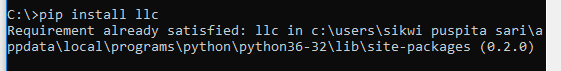 C:\>pip install llc
Requirement already satisfied: llc in c:\users\sikwi puspita sari\a
ppdata\local\programs\python\python36-32\lib\site-packages (0.2.0)